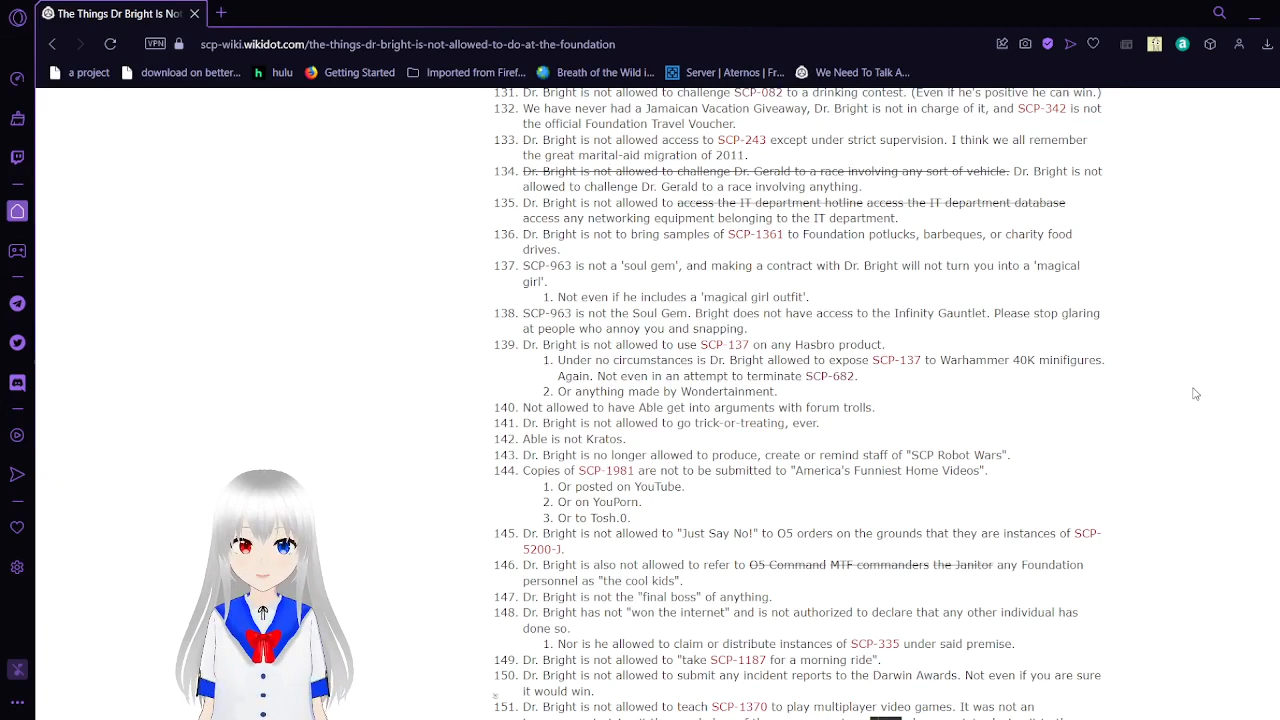 The Things Dr Bright Is Not
VPN
scp-wiki.wikidot.com/the-things-dr-bright-is-not-allowed-to-do-at-the-foundation
a project
download on better...
hulu
Getting Started
Imported from Firef...
Breath of the Wild i...
Server | Aternos | Fr...
We Need To Talk A...
131. Dr. Bright is not allowed to challenge SCP-082 to a drinking contest. (Even if he's positive he can win.)
132. We have never had a Jamaican Vacation Giveaway, Dr. Bright is not in charge of it, and SCP-342 is not
the official Foundation Travel Voucher.
133. Dr. Bright is not allowed access to SCP-243 except under strict supervision. I think we all remember
the great marital-aid migration of 2011.
134. Dr. Bright is not allowed to challenge Dr. Gerald to a race involving any sort of vehicle. Dr. Bright is not
allowed to challenge Dr. Gerald to a race involving anything.
135. Dr. Bright is not allowed to access the IT department hotline access the IT department database
access any networking equipment belonging to the IT department.
136. Dr. Bright is not to bring samples of SCP-1361 to Foundation potlucks, barbeques, or charity food
drives.
137. SCP-963 is not a 'soul gem', and making a contract with Dr. Bright will not turn you into a 'magical
girl'.
1. Not even if he includes a 'magical girl outfit'.
138. SCP-963 is not the Soul Gem. Bright does not have access to the Infinity Gauntlet. Please stop glaring
at people who annoy you and snapping.
139. Dr. Bright is not allowed to use SCP-137 on any Hasbro product.
1. Under no circumstances is Dr. Bright allowed to expose SCP-137 to Warhammer 40K minifigures.
Again. Not even in an attempt to terminate SCP-682.
2. Or anything made by Wondertainment.
140. Not allowed to have Able get into arguments with forum trolls.
141. Dr. Bright is not allowed to go trick-or-treating, ever.
142. Able is not Kratos.
143. Dr. Bright is no longer allowed to produce, create or remind staff of "SCP Robot Wars".
144. Copies of SCP-1981 are not to be submitted to "America's Funniest Home Videos".
1. Or posted on YouTube.
2. Or on YouPorn.
3. Or to Tosh.0.
145. Dr. Bright is not allowed to "Just Say No!" to O5 orders on the grounds that they are instances of SCP-
5200-J.
146. Dr. Bright is also not allowed to refer to O5 Command MTF commanders the Janitor any Foundation
personnel as "the cool kids".
147. Dr. Bright is not the "final boss" of anything.
148. Dr. Bright has not "won the internet" and is not authorized to declare that any other individual has
done so.
1. Nor is he allowed to claim or distribute instances of SCP-335 under said premise.
149. Dr. Bright is not allowed to "take SCP-1187 for a morning ride".
150. Dr. Bright is not allowed to submit any incident reports to the Darwin Awards. Not even if you are sure
it would win.
151. Dr. Bright is not allowed to teach SCP-1370 to play multiplayer video games. It was not an